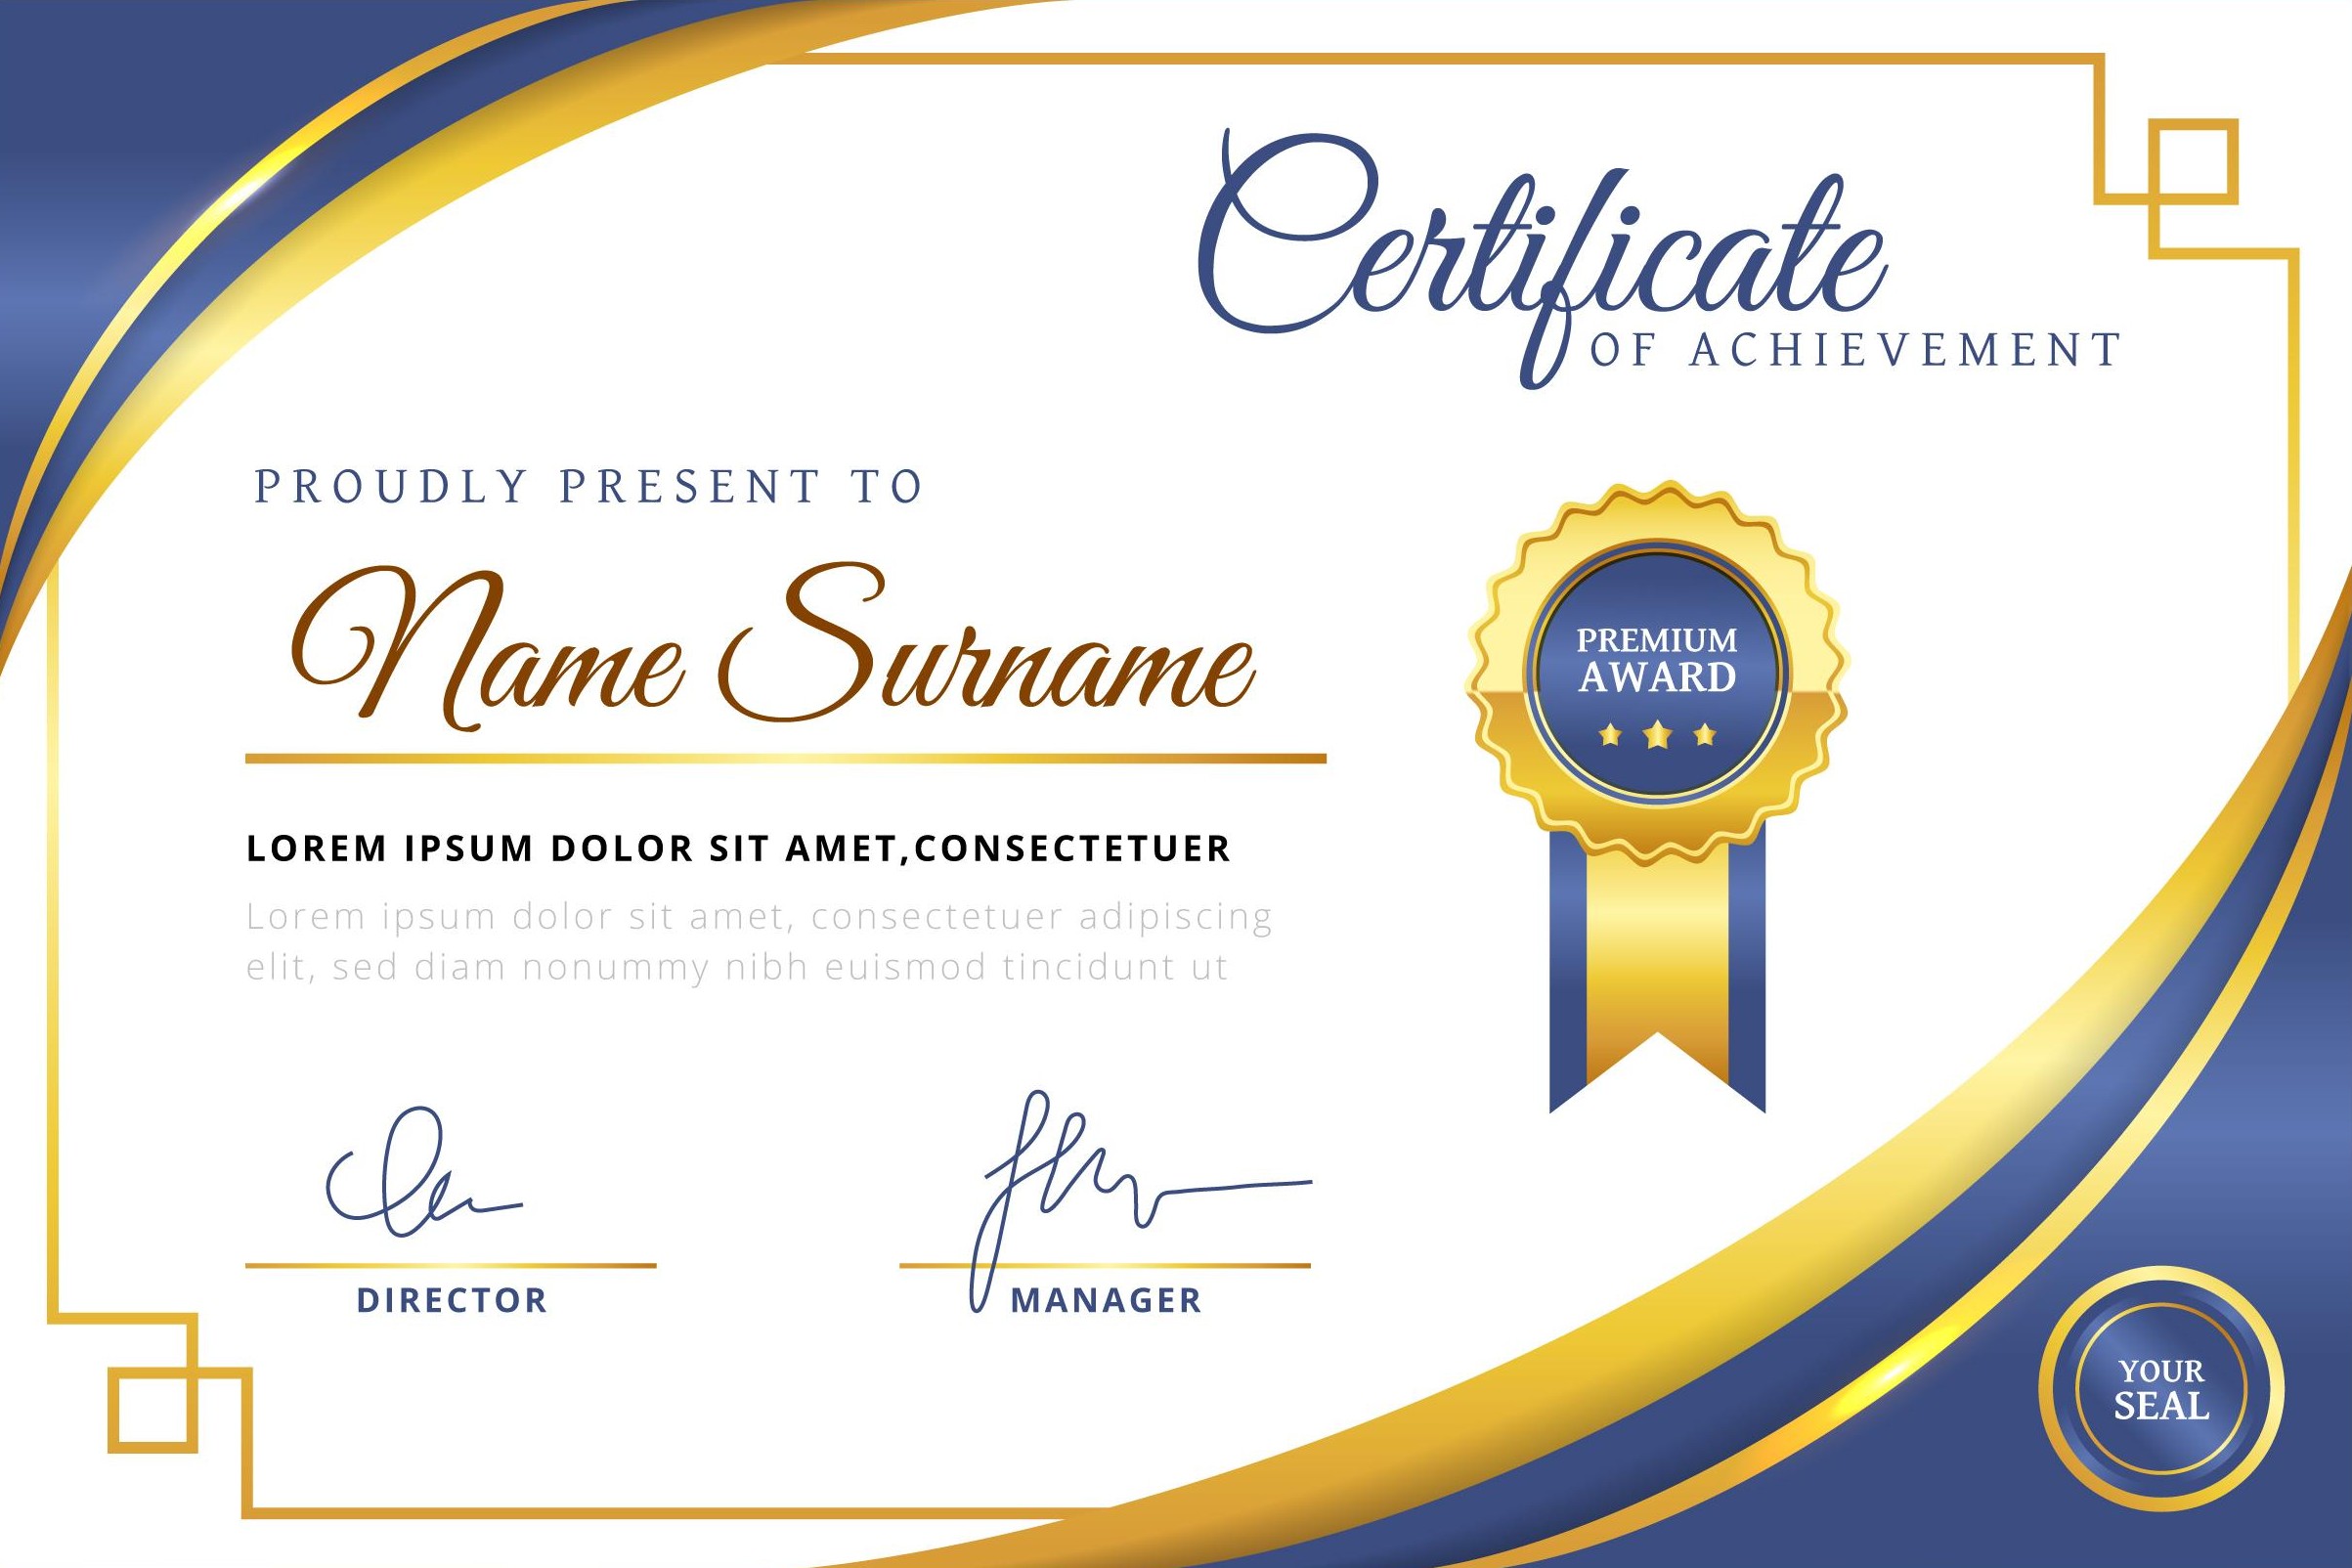 Certificate
OF ACHIEVEMENT
PROUDLY PRESENT TO
Name Surname
PREMIUM
AWARD
LOREM IPSUM DOLOR SIT AMET,CONSECTETUER
Lorem ipsum dolor sit amet, consectetuer adipiscing
elit, sed diam nonummy nibh euismod tincidunt ut
DIRECTOR
MANAGER
YOUR
SEAL